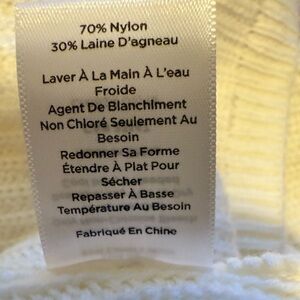 70% Nylon
30% Laine D'agneau
Laver À La Main À L'eau
Froide
Agent De Blanchiment
Non Chloré Seulement Au
Besoin
Redonner Sa Forme
Étendre À Plat Pour
Sécher
Repasser À Basse
Température Au Besoin
Fabriqué En Chine